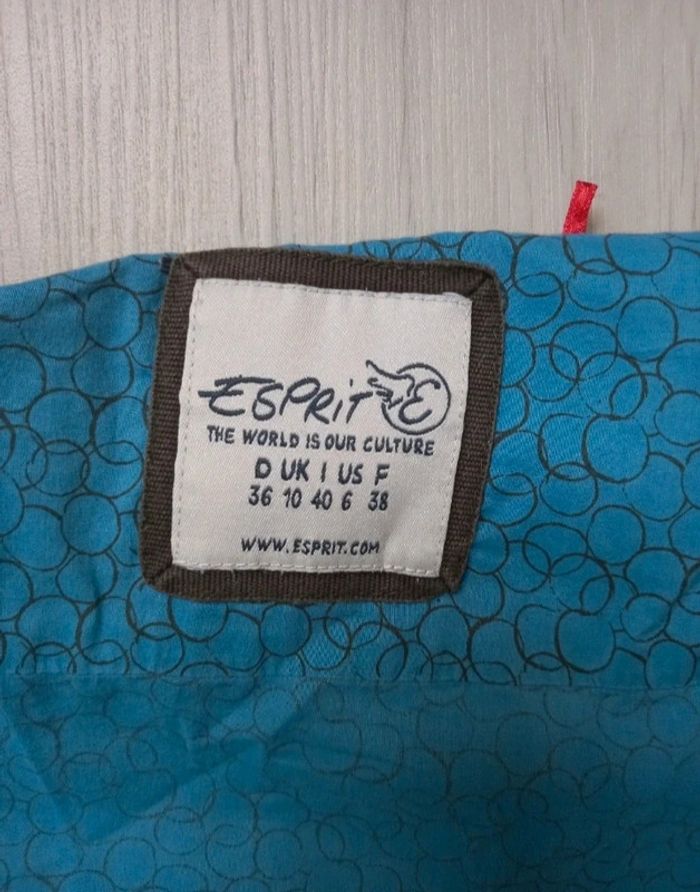 ESPRIT E
THE WORLD IS OUR CULTURE
D UK I US F
36 10 40 6 38
WWW.ESPRIT.COM